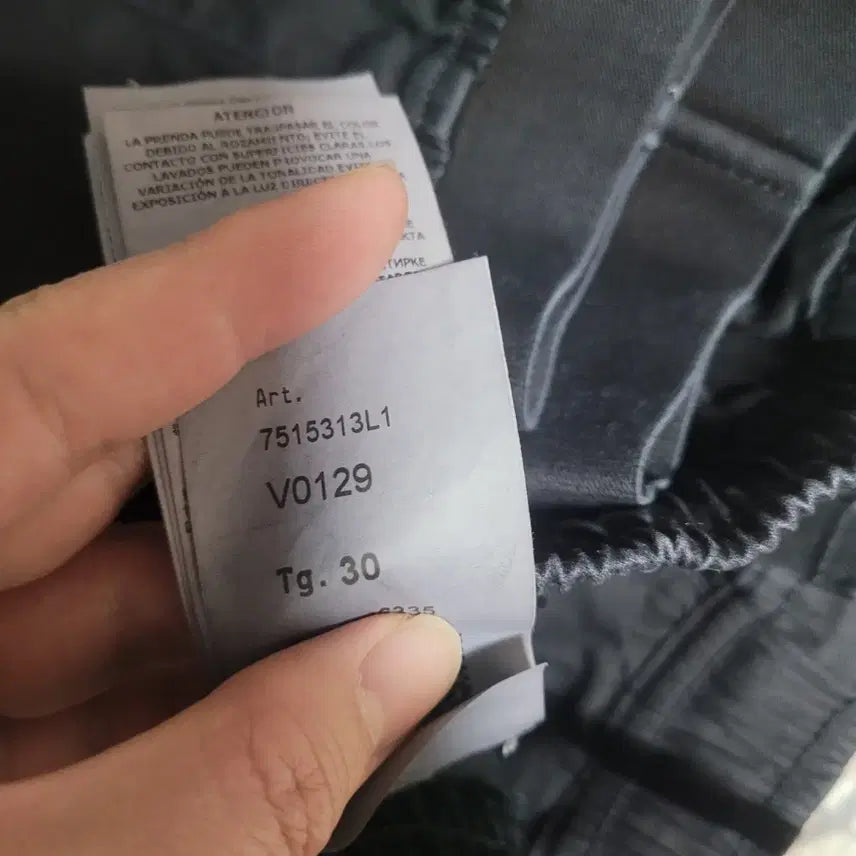 ATENCION
LA PRENDA PUEDE TRASPASAR EL COLOR
DEBIDO AL ROZAMIENTO; EVITE EL
CONTACTO CON SUPERFICIES CLARAS. LOS
LAVADOS PUEDEN PROVOCAR UNA
VARIACIÓN DE LA TONALIDAD EVITE
EXPOSICIÓN A LA LUZ
Art.
7515313L1
V0129
Tg. 30